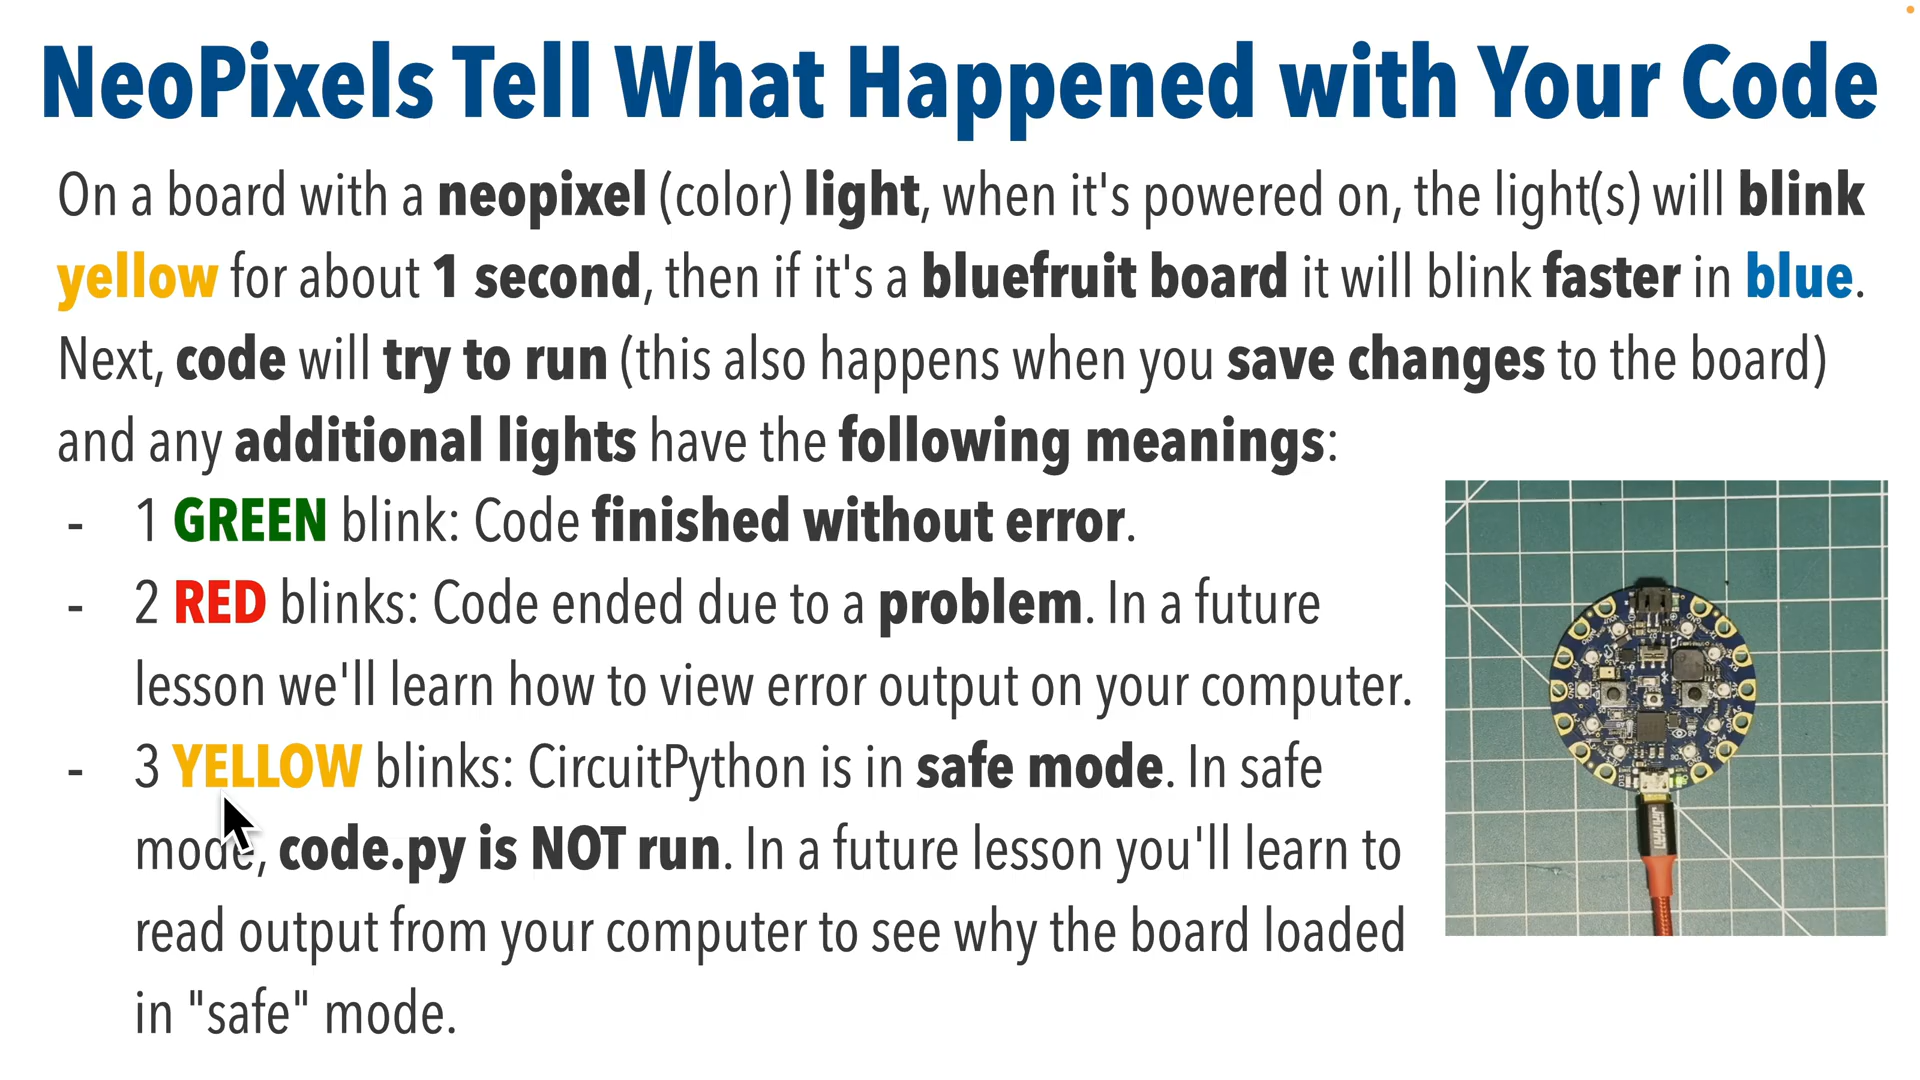 NeoPixels Tell What Happened with Your Code
On a board with a neopixel (color) light, when it's powered on, the light(s) will blink
yellow for about 1 second, then if it's a bluefruit board it will blink faster in blue.
Next, code will try to run (this also happens when you save changes to the board)
and any additional lights have the following meanings:
- 1 GREEN blink: Code finished without error.
- 2 RED blinks: Code ended due to a problem. In a future
lesson we'll learn how to view error output on your computer.
- 3 YELLOW blinks: CircuitPython is in safe mode. In safe
mode, code.py is NOT run. In a future lesson you'll learn to
read output from your computer to see why the board loaded
in "safe" mode.